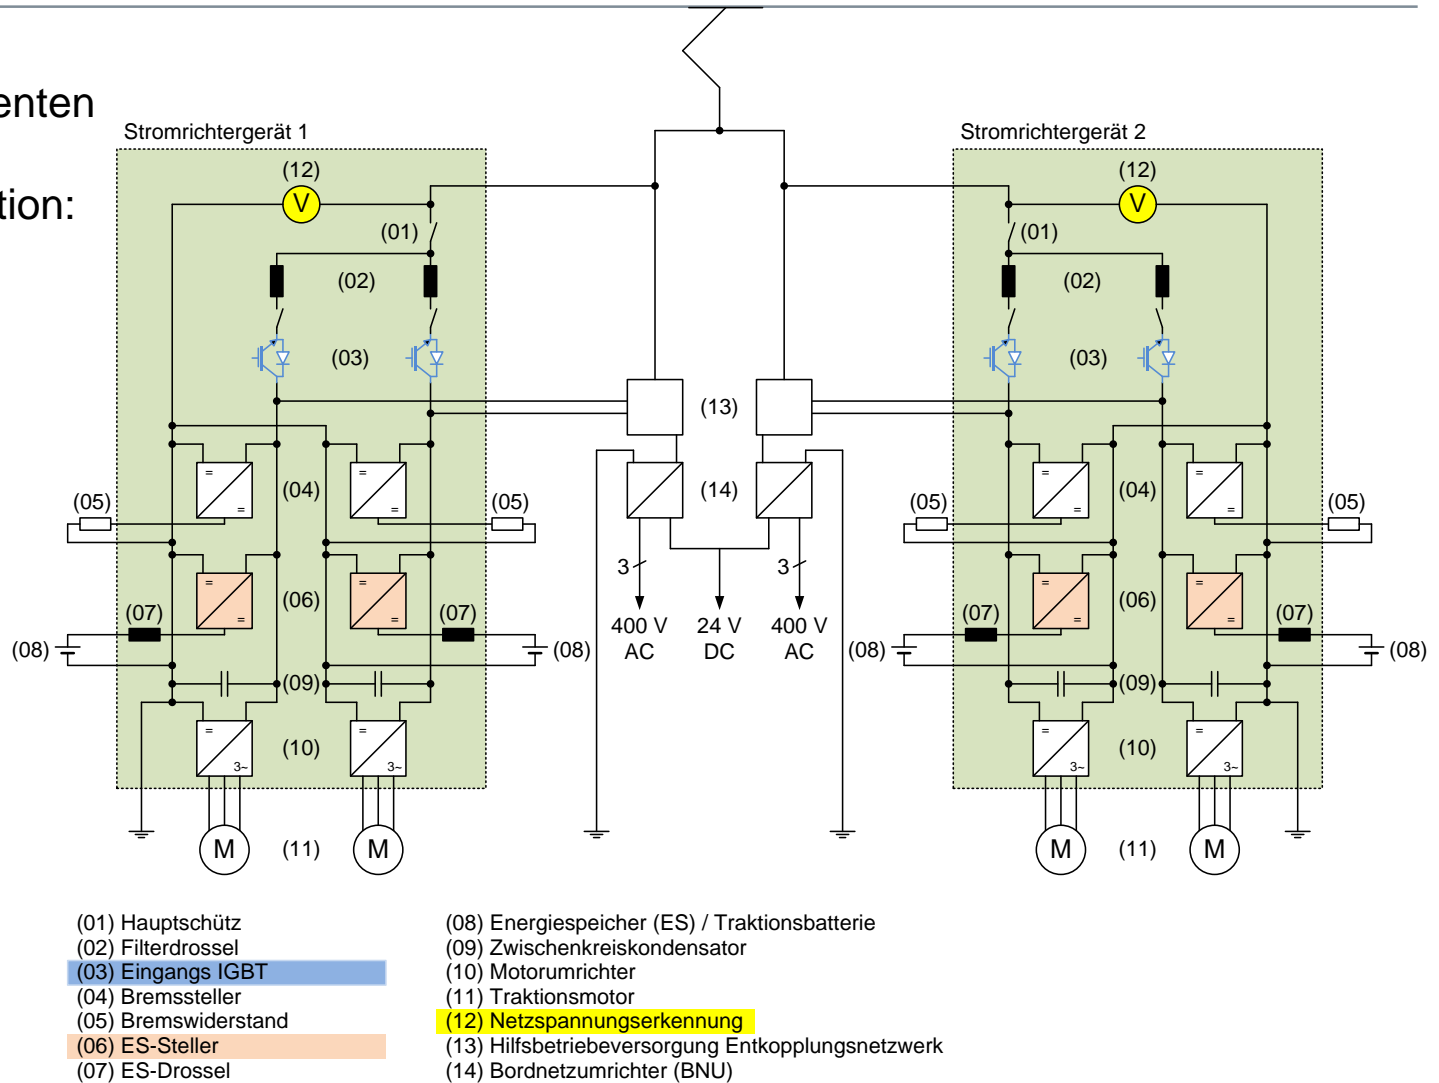 enten
tion:
Stromrichtergerät 1
Stromrichtergerät 2
(12)
(12)
V
V
(01)
(01)
(02)
(02)
(03)
(03)
(13)
= =
= =
= =
= =
(04)
(04)
(14)
(05)
(05)
(05)
(05)
3
3
= =
= =
= =
= =
(06)
(06)
(07)
(07)
(07)
(07)
400 V
AC
24 V
DC
400 V
AC
(08)
(08)
(08)
(08)
(09)
(09)
= 3~
= 3~
= 3~
= 3~
(10)
(10)
M
M
M
M
(11)
(11)
(01) Hauptschütz
(02) Filterdrossel
(03) Eingangs IGBT
(04) Bremssteller
(05) Bremswiderstand
(06) ES-Steller
(07) ES-Drossel
(08) Energiespeicher (ES) / Traktionsbatterie
(09) Zwischenkreiskondensator
(10) Motorumrichter
(11) Traktionsmotor
(12) Netzspannungserkennung
(13) Hilfsbetriebeversorgung Entkopplungsnetzwerk
(14) Bordnetzumrichter (BNU)